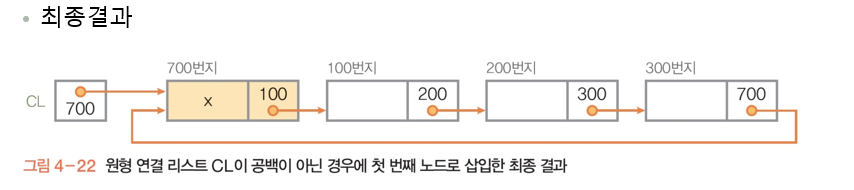 • 최종결과
700번지 100번지 200번지 300번지
CL 700 x 100 200 300 700
그림 4-22 원형 연결 리스트 CL이 공백이 아닌 경우에 첫 번째 노드로 삽입한 최종 결과